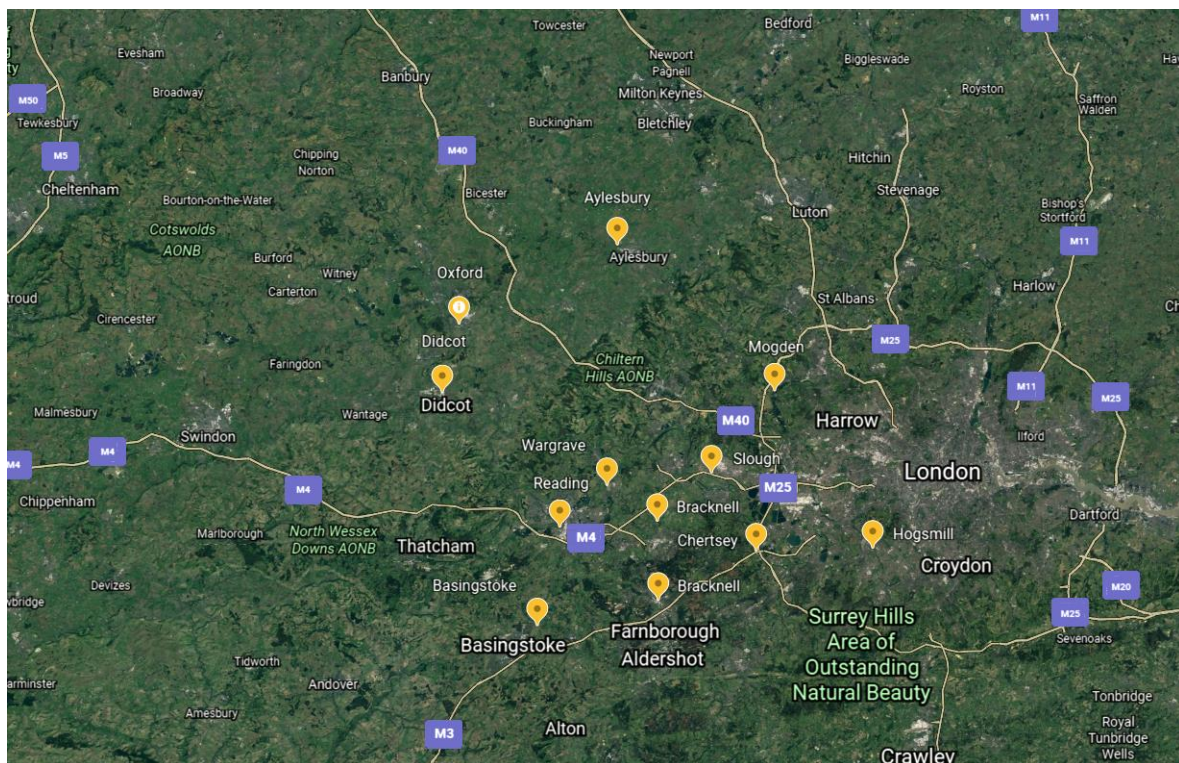 Towcester
Bedford
M11
Evesham
Newport
Pagnell
Biggleswade
Banbury
Broadway
Milton Keynes
Royston
M50
Saffron
Walden
Tewkesbury
Buckingham
Bletchley
M5
M40
Chipping
Norton
Hitchin
Cheltenham
Bourton-on-the-Water
Bicester
Aylesbury
Stevenage
Luton
Bishop's
Stortford
Cotswolds
AONB
M11
Burford
Witney
Oxford
Aylesbury
Carterton
St Albans
Harlow
troud
Cirencester
Didcot
Mogden
M25
Faringdon
Chiltern
Hills AONB
M11
M25
Malmesbury
Wantage
Didcot
M40
Harrow
Swindon
Ilford
Wargrave
M4
M4
Slough
London
Reading
M4
M25
Chippenham
Bracknell
Dartford
Marlborough
North Wessex
Downs AONB
Thatcham
M4
Chertsey
Hogsmill
Croydon
Devizes
Basingstoke
Bracknell
M20
wbridge
M25
Surrey Hills
Area of
Outstanding
Natural Beauty
Farnborough
Aldershot
Basingstoke
Sevenoaks
Tidworth
Andover
arminster
Amesbury
Tonbridge
M3
Alton
Royal
Tunbridge
Wells
Crawley